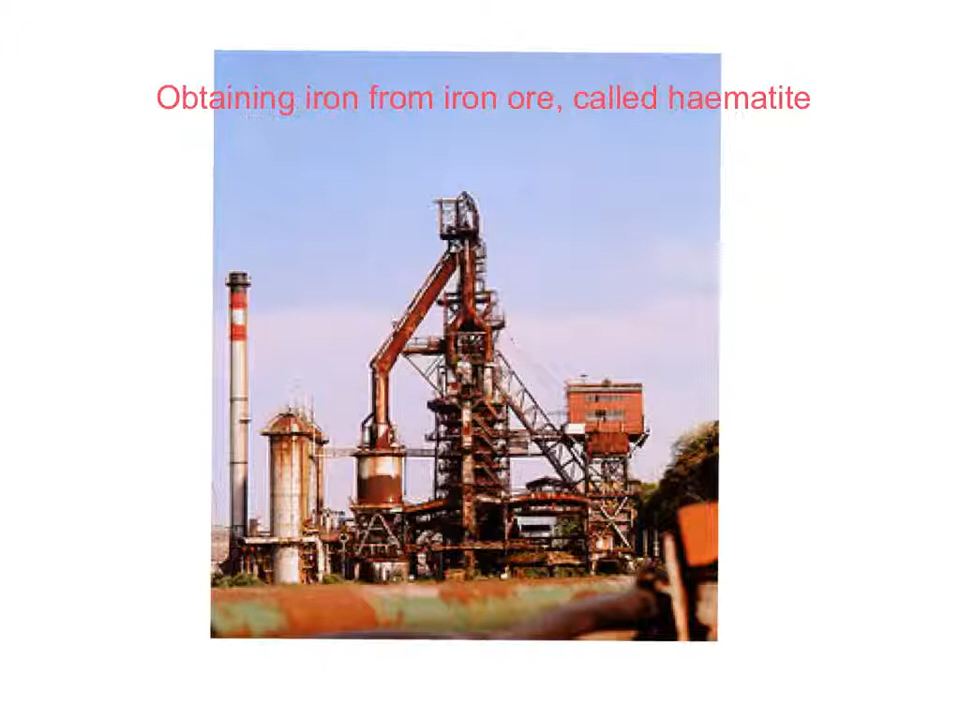 Obtaining iron from iron ore, called haematite